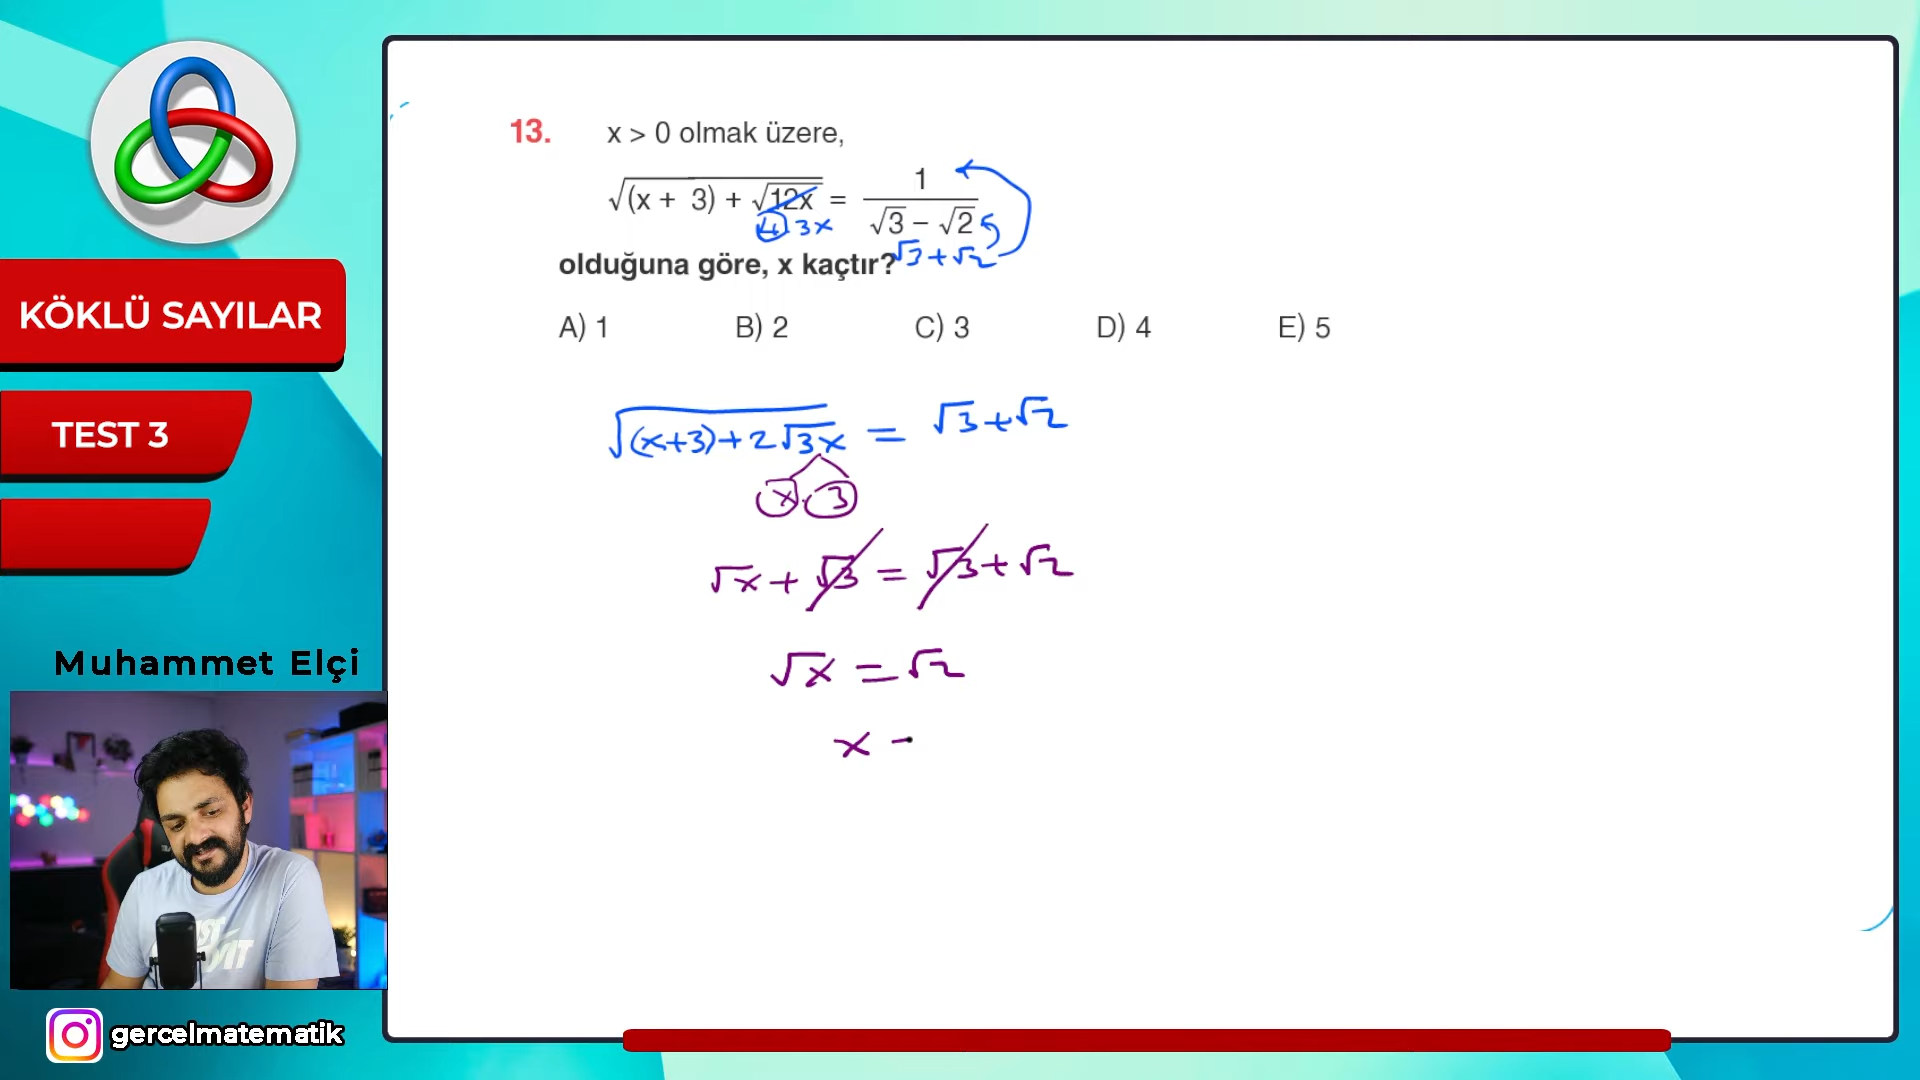 KÖKLÜ SAYILAR
TEST 3
Muhammet Elçi
gercelmatematik
13. x > 0 olmak üzere,
√((x + 3) + √12x) = 1 / (√3 − √2)
4 . 3x
√3 + √2
olduğuna göre, x kaçtır?
A) 1 B) 2 C) 3 D) 4 E) 5
√((x+3)+2√3x) = √3+√2
x . 3
√x + √3 = √3 + √2
√x = √2
x -